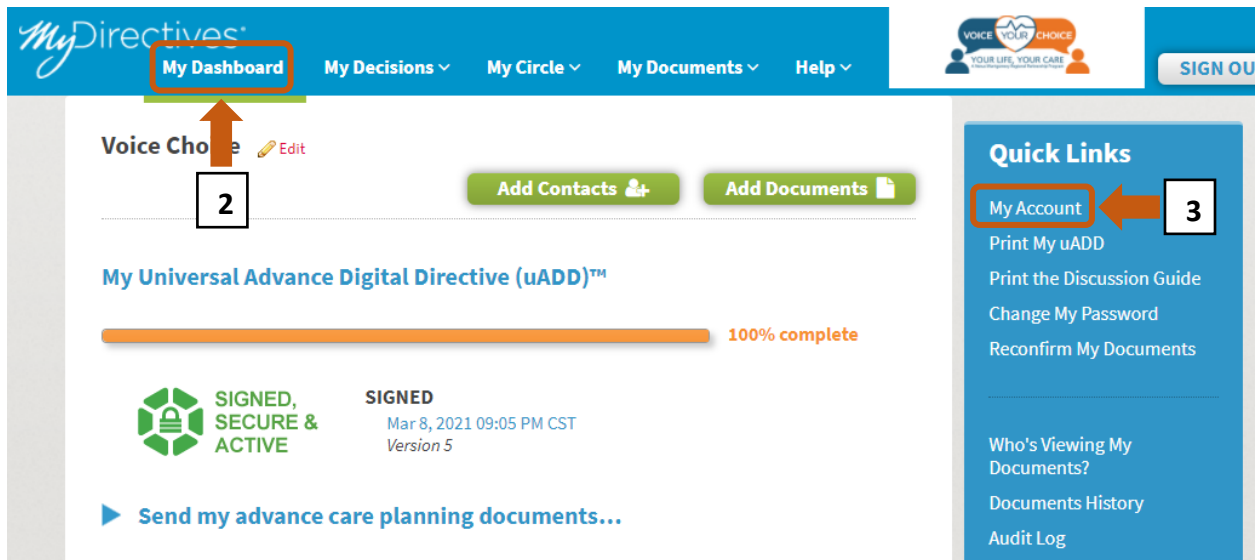 MyDirectives
My Dashboard
My Decisions
My Circle
My Documents
Help
VOICE YOUR CHOICE
YOUR LIFE, YOUR CARE
SIGN OU
Voice Cho e
Edit
2
Add Contacts
Add Documents
My Universal Advance Digital Directive (uADD)™
100% complete
SIGNED,
SECURE &
ACTIVE
SIGNED
Mar 8, 2021 09:05 PM CST
Version 5
Send my advance care planning documents...
Quick Links
My Account
3
Print My uADD
Print the Discussion Guide
Change My Password
Reconfirm My Documents
Who's Viewing My
Documents?
Documents History
Audit Log